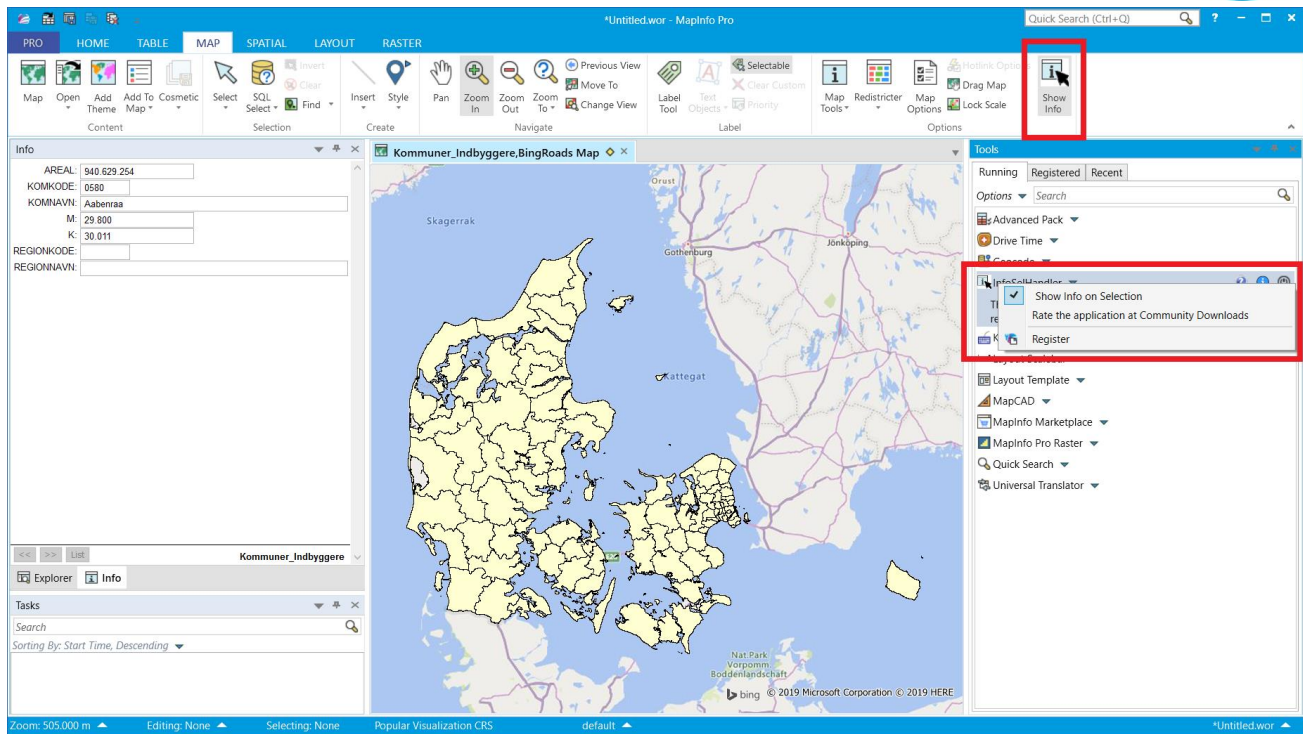 *Untitled.wor - MapInfo Pro
Quick Search (Ctrl+Q)
?
PRO HOME TABLE MAP SPATIAL LAYOUT RASTER
Map
Open
Add Theme
Add To Map
Cosmetic
Content
Select
SQL Select
Invert
Clear
Find
Selection
Insert
Style
Create
Pan
Zoom In
Zoom Out
Zoom To
Previous View
Move To
Change View
Navigate
Label Tool
Text Objects
Selectable
Clear Custom
Priority
Label
Map Tools
Redistricter
Map Options
Hotlink Options
Drag Map
Lock Scale
Options
Show Info
Info
AREAL: 940.629.254
KOMKODE: 0580
KOMNAVN: Aabenraa
M: 29.800
K: 30.011
REGIONKODE:
REGIONNAVN:
<< >> List
Kommuner_Indbyggere
Explorer Info
Tasks
Search
Sorting By: Start Time, Descending
Kommuner_Indbyggere,BingRoads Map
Orust
Skagerrak
Gothenburg
Jönköping
Kattegat
Nat.Park
Vorpomm.
Boddenlandschaft
bing © 2019 Microsoft Corporation © 2019 HERE
Tools
Running Registered Recent
Options Search
Advanced Pack
Drive Time
Geocode
InfoSelHandler
Show Info on Selection
Rate the application at Community Downloads
Register
Layout Scalebar
Layout Template
MapCAD
MapInfo Marketplace
MapInfo Pro Raster
Quick Search
Universal Translator
Zoom: 505.000 m Editing: None Selecting: None Popular Visualization CRS default *Untitled.wor